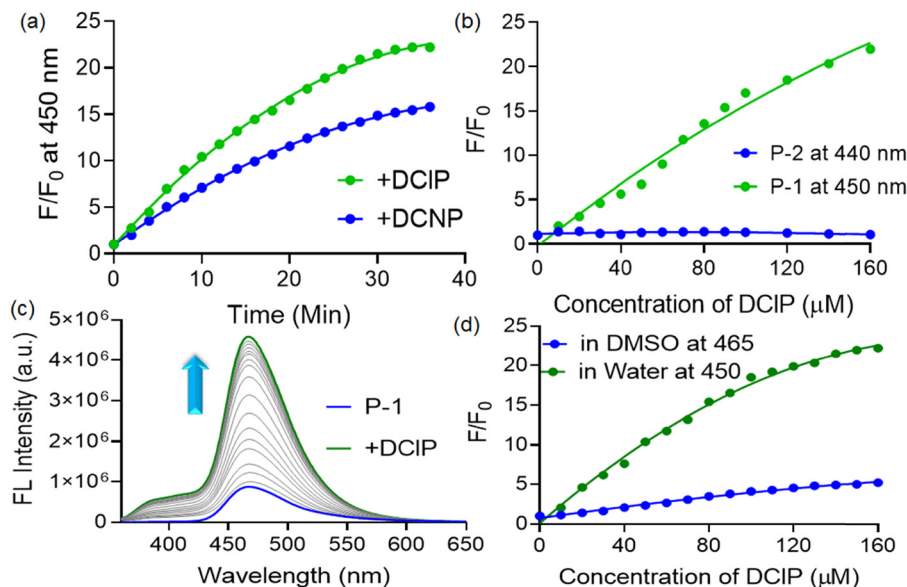 (a)
F/F0 at 450 nm
25
20
15
10
5
0
0 10 20 30 40
Time (Min)
+DCIP
+DCNP
(b)
F/F0
25
20
15
10
5
0
0 40 80 120 160
Concentration of DCIP (μM)
P-2 at 440 nm
P-1 at 450 nm
(c)
FL Intensity (a.u.)
5×10⁶
4×10⁶
2×10⁶
1×10⁶
0
400 450 500 550 600 650
Wavelength (nm)
P-1
+DCIP
(d)
F/F0
25
20
15
10
5
0
0 40 80 120 160
Concentration of DCIP (μM)
in DMSO at 465
in Water at 450